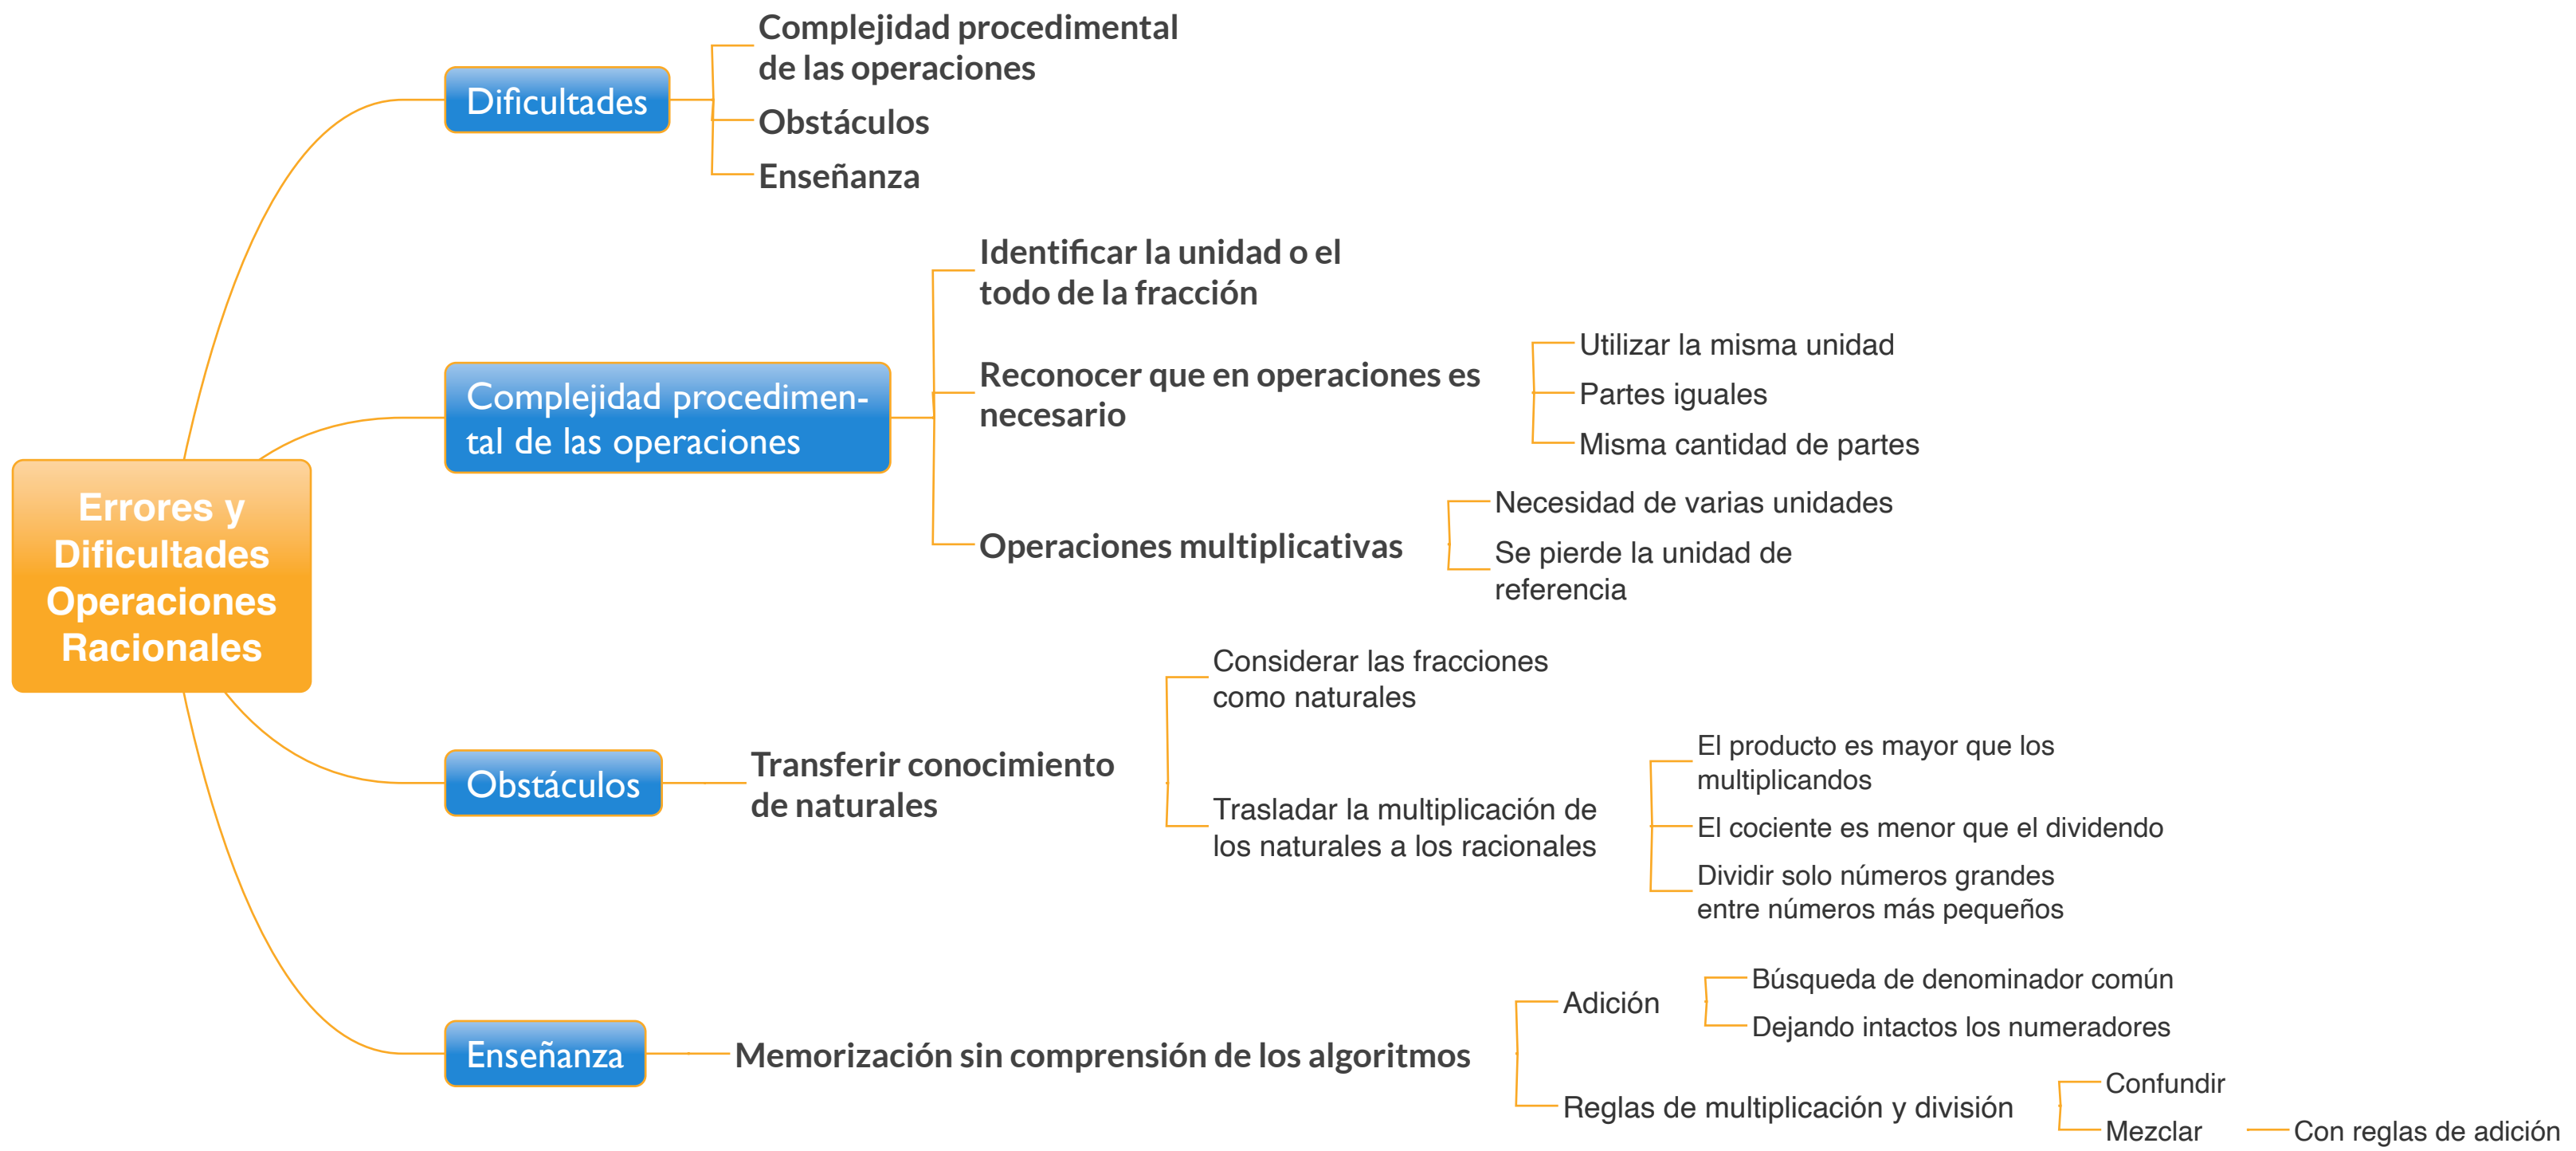 Errores y
Dificultades
Operaciones
Racionales
Dificultades
Complejidad procedimental
de las operaciones
Obstáculos
Enseñanza
Complejidad procedimen-
tal de las operaciones
Identificar la unidad o el
todo de la fracción
Reconocer que en operaciones es
necesario
Utilizar la misma unidad
Partes iguales
Misma cantidad de partes
Operaciones multiplicativas
Necesidad de varias unidades
Se pierde la unidad de
referencia
Obstáculos
Transferir conocimiento
de naturales
Considerar las fracciones
como naturales
Trasladar la multiplicación de
los naturales a los racionales
El producto es mayor que los
multiplicandos
El cociente es menor que el dividendo
Dividir solo números grandes
entre números más pequeños
Enseñanza
Memorización sin comprensión de los algoritmos
Adición
Búsqueda de denominador común
Dejando intactos los numeradores
Reglas de multiplicación y división
Confundir
Mezclar
Con reglas de adición